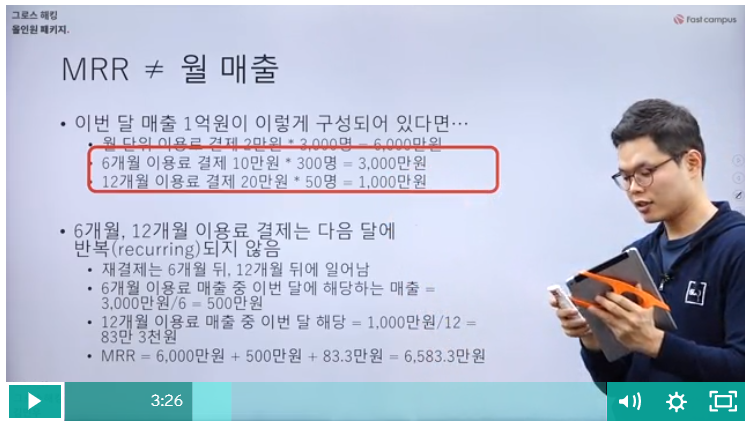 그로스 해킹
올인원 패키지.
Fast campus
MRR ≠ 월 매출
• 이번 달 매출 1억원이 이렇게 구성되어 있다면…
• 월 단위 이용료 결제 2만원 * 3,000명 = 6,000만원
• 6개월 이용료 결제 10만원 * 300명 = 3,000만원
• 12개월 이용료 결제 20만원 * 50명 = 1,000만원
• 6개월, 12개월 이용료 결제는 다음 달에
반복(recurring)되지 않음
• 재결제는 6개월 뒤, 12개월 뒤에 일어남
• 6개월 이용료 매출 중 이번 달에 해당하는 매출 =
3,000만원/6 = 500만원
• 12개월 이용료 매출 중 이번 달 해당 = 1,000만원/12 =
83만 3천원
• MRR = 6,000만원 + 500만원 + 83.3만원 = 6,583.3만원
3:26